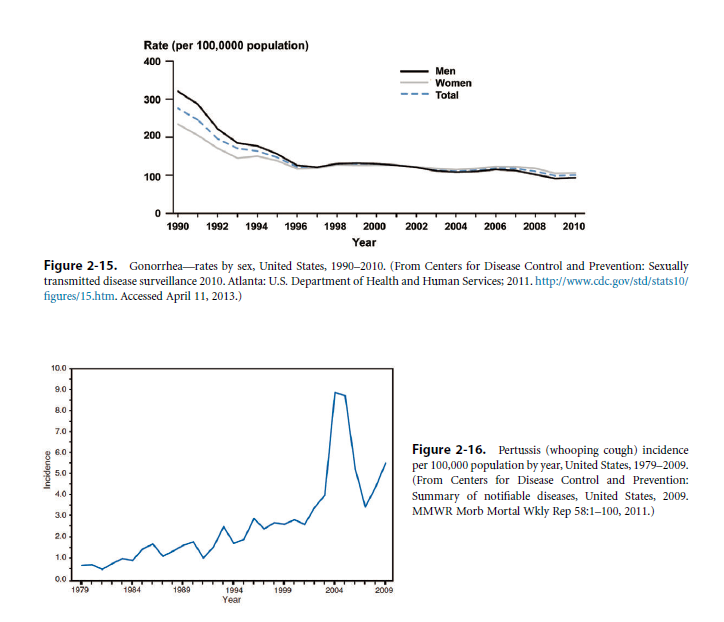 Rate (per 100,0000 population)
400
300
200
100
0
Men
Women
Total
1990 1992 1994 1996 1998 2000 2002 2004 2006 2008 2010
Year
Figure 2-15. Gonorrhea—rates by sex, United States, 1990–2010. (From Centers for Disease Control and Prevention: Sexually
transmitted disease surveillance 2010. Atlanta: U.S. Department of Health and Human Services; 2011. http://www.cdc.gov/std/stats10/
figures/15.htm. Accessed April 11, 2013.)
10.0
9.0
8.0
7.0
6.0
5.0
4.0
3.0
2.0
1.0
0.0
Incidence
1979 1984 1989 1994 1999 2004 2009
Year
Figure 2-16. Pertussis (whooping cough) incidence
per 100,000 population by year, United States, 1979–2009.
(From Centers for Disease Control and Prevention:
Summary of notifiable diseases, United States, 2009.
MMWR Morb Mortal Wkly Rep 58:1–100, 2011.)